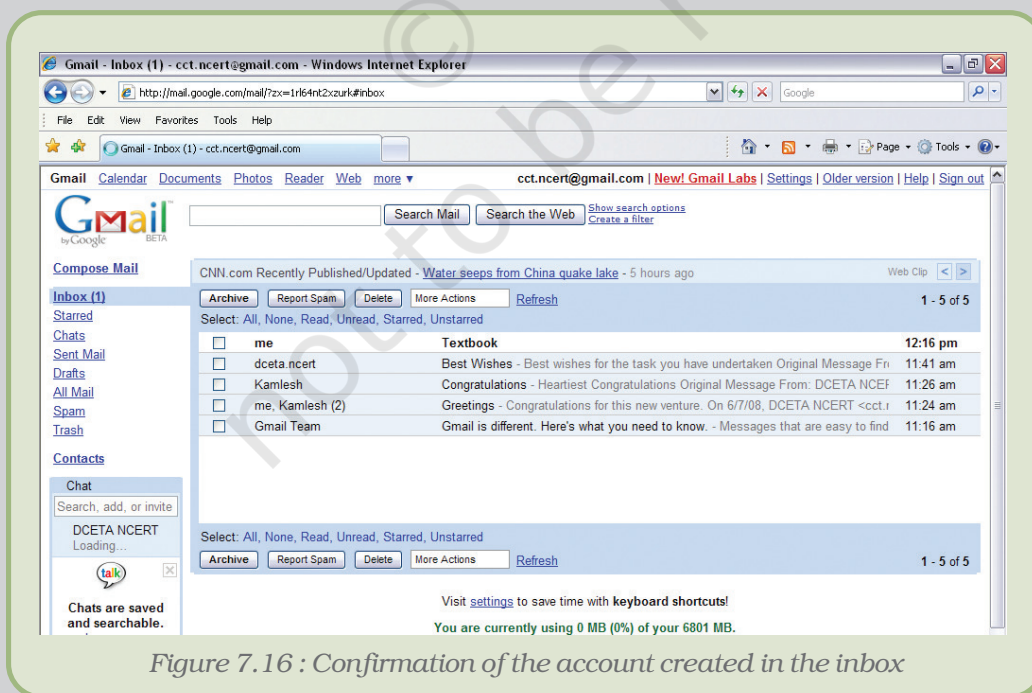 Gmail - Inbox (1) - cct.ncert@gmail.com - Windows Internet Explorer
http://mail.google.com/mail/?zx=1rl64nt2xzurk#inbox Google
File Edit View Favorites Tools Help
Gmail - Inbox (1) - cct.ncert@gmail.com Page Tools
Gmail Calendar Documents Photos Reader Web more ▼ cct.ncert@gmail.com | New! Gmail Labs | Settings | Older version | Help | Sign out
Gmail Search Mail Search the Web Show search options
Create a filter
by Google BETA
Compose Mail
CNN.com Recently Published/Updated - Water seeps from China quake lake - 5 hours ago Web Clip < >
Inbox (1) Archive Report Spam Delete More Actions Refresh 1 - 5 of 5
Starred Select: All, None, Read, Unread, Starred, Unstarred
Chats me Textbook 12:16 pm
Sent Mail dceta.ncert Best Wishes - Best wishes for the task you have undertaken Original Message Fr 11:41 am
Drafts Kamlesh Congratulations - Heartiest Congratulations Original Message From: DCETA NCEF 11:26 am
All Mail me, Kamlesh (2) Greetings - Congratulations for this new venture. On 6/7/08, DCETA NCERT <cct.r 11:24 am
Spam Gmail Team Gmail is different. Here's what you need to know. - Messages that are easy to find 11:16 am
Trash
Contacts
Chat
Search, add, or invite
DCETA NCERT
Loading...
Select: All, None, Read, Unread, Starred, Unstarred
Archive Report Spam Delete More Actions Refresh 1 - 5 of 5
talk
Chats are saved
and searchable.
Visit settings to save time with keyboard shortcuts!
You are currently using 0 MB (0%) of your 6801 MB.
Figure 7.16 : Confirmation of the account created in the inbox
© not to be r